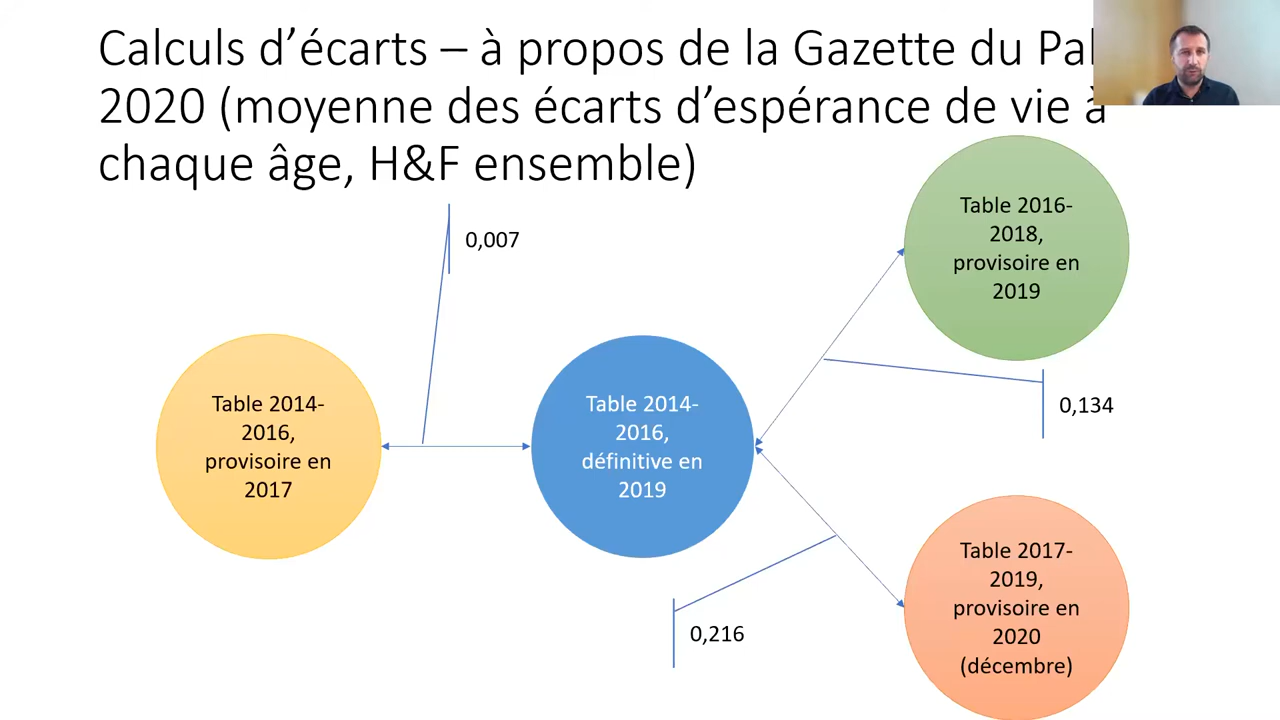 Calculs d’écarts – à propos de la Gazette du
2020 (moyenne des écarts d’espérance de vie à
chaque âge, H&F ensemble)
0,007
Table 2016-
2018,
provisoire en
2019
0,134
Table 2014-
2016,
provisoire en
2017
Table 2014-
2016,
définitive en
2019
0,216
Table 2017-
2019,
provisoire en
2020
(décembre)